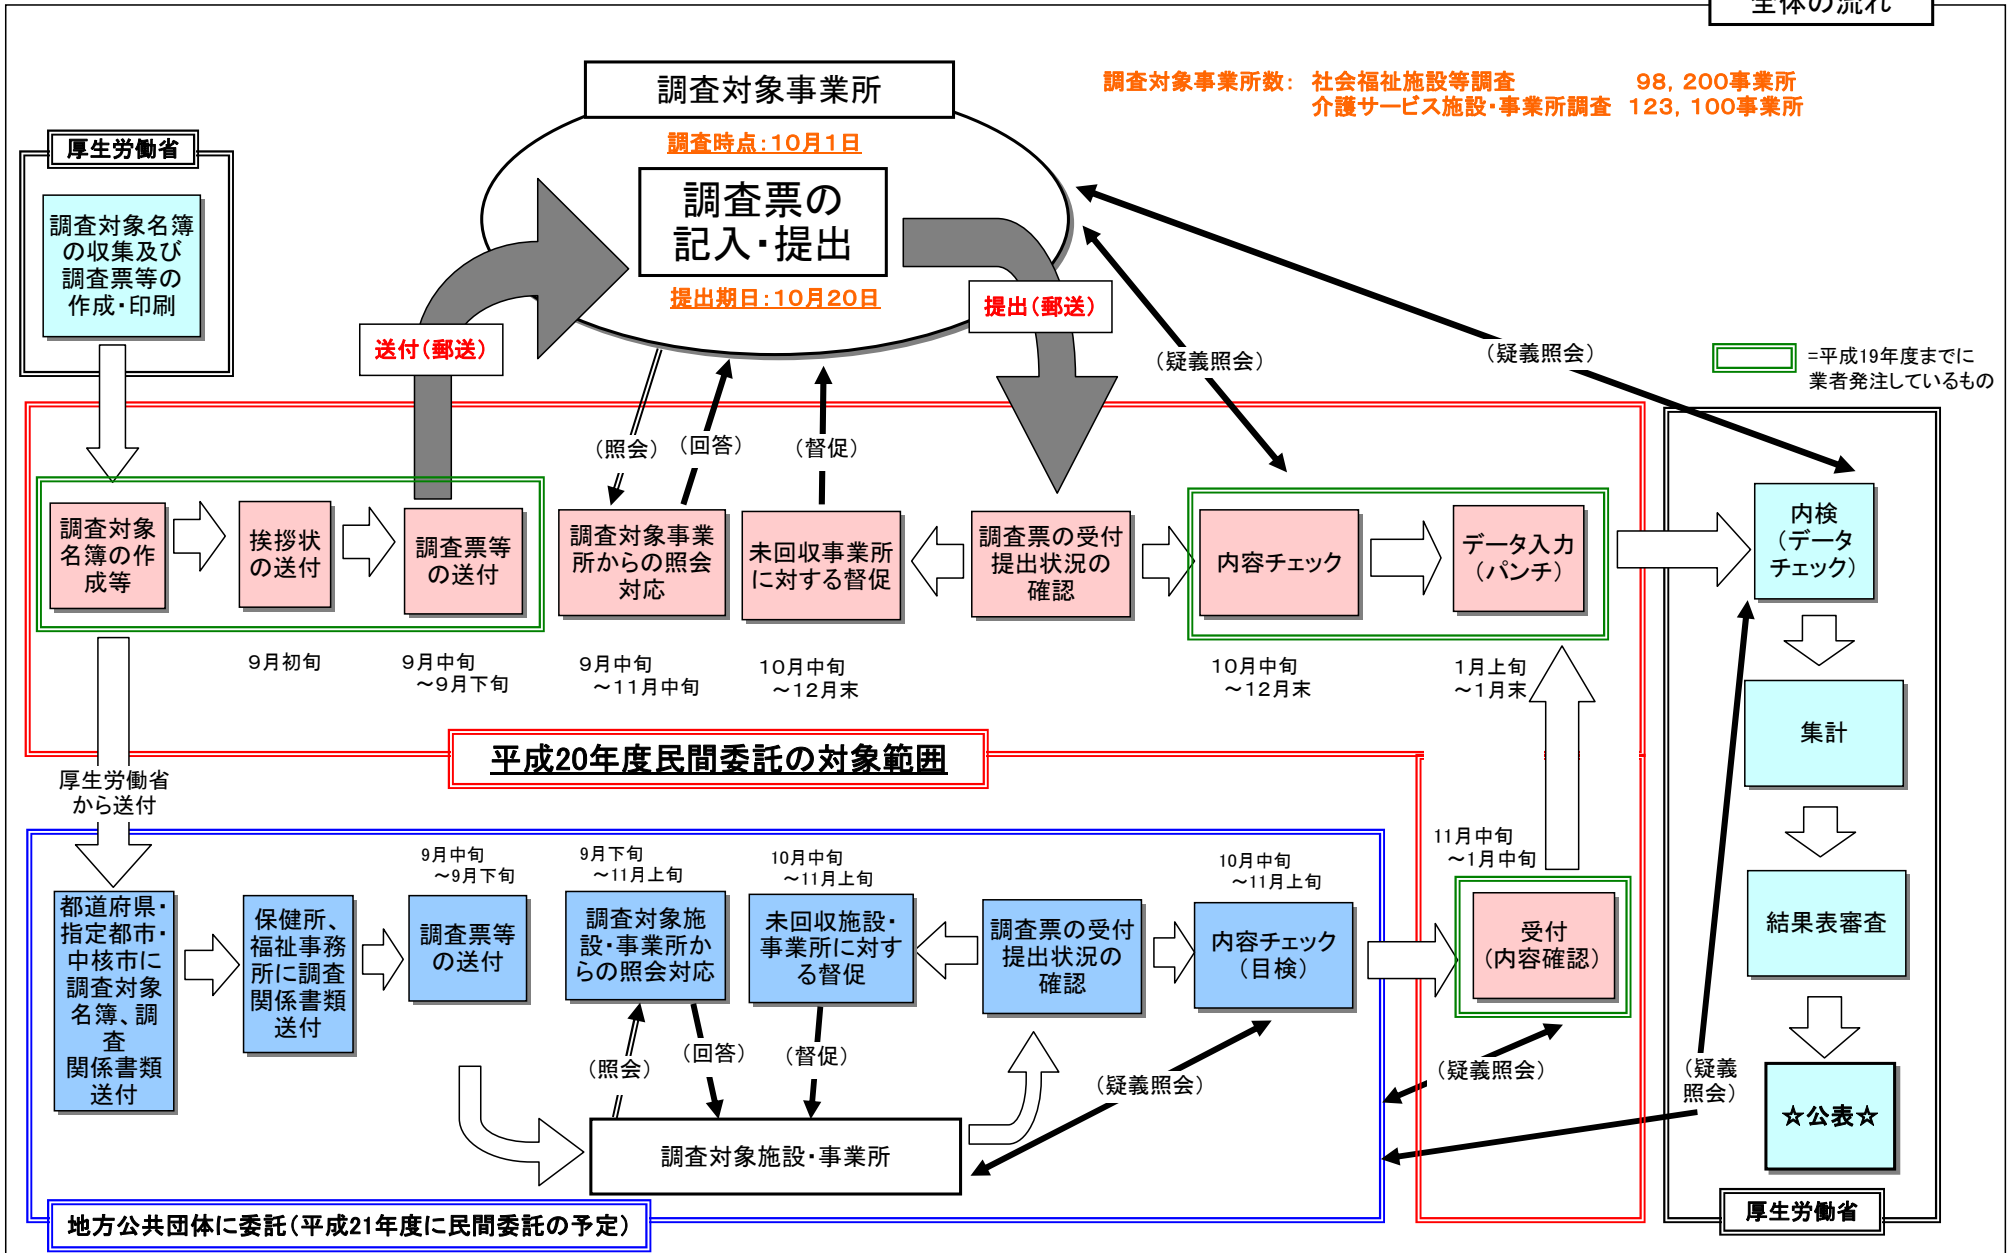 全体の流れ
調査対象事業所
調査時点:10月1日
調査票の
記入・提出
提出期日:10月20日
調査対象事業所数: 社会福祉施設等調査 98,200事業所
介護サービス施設・事業所調査 123,100事業所
厚生労働省
調査対象名簿
の収集及び
調査票等の
作成・印刷
送付(郵送)
提出(郵送)
(疑義照会)
(疑義照会)
=平成19年度までに
業者発注しているもの
(照会)
(回答)
(督促)
調査対象
名簿の作
成等
挨拶状
の送付
調査票等
の送付
調査対象事業
所からの照会
対応
未回収事業所
に対する督促
調査票の受付
提出状況の
確認
内容チェック
データ入力
(パンチ)
内検
(データ
チェック)
9月初旬
9月中旬
~9月下旬
9月中旬
~11月中旬
10月中旬
~12月末
10月中旬
~12月末
1月上旬
~1月末
集計
平成20年度民間委託の対象範囲
厚生労働省
から送付
9月中旬
~9月下旬
9月下旬
~11月上旬
10月中旬
~11月上旬
10月中旬
~11月上旬
11月中旬
~1月中旬
都道府県・
指定都市・
中核市に
調査対象
名簿、調
査
関係書類
送付
保健所、
福祉事務
所に調査
関係書類
送付
調査票等
の送付
調査対象施
設・事業所か
らの照会対応
未回収施設・
事業所に対す
る督促
調査票の受付
提出状況の
確認
内容チェック
(目検)
受付
(内容確認)
結果表審査
(照会)
(回答)
(督促)
(疑義照会)
(疑義照会)
(疑義
照会)
☆公表☆
調査対象施設・事業所
地方公共団体に委託(平成21年度に民間委託の予定)
厚生労働省